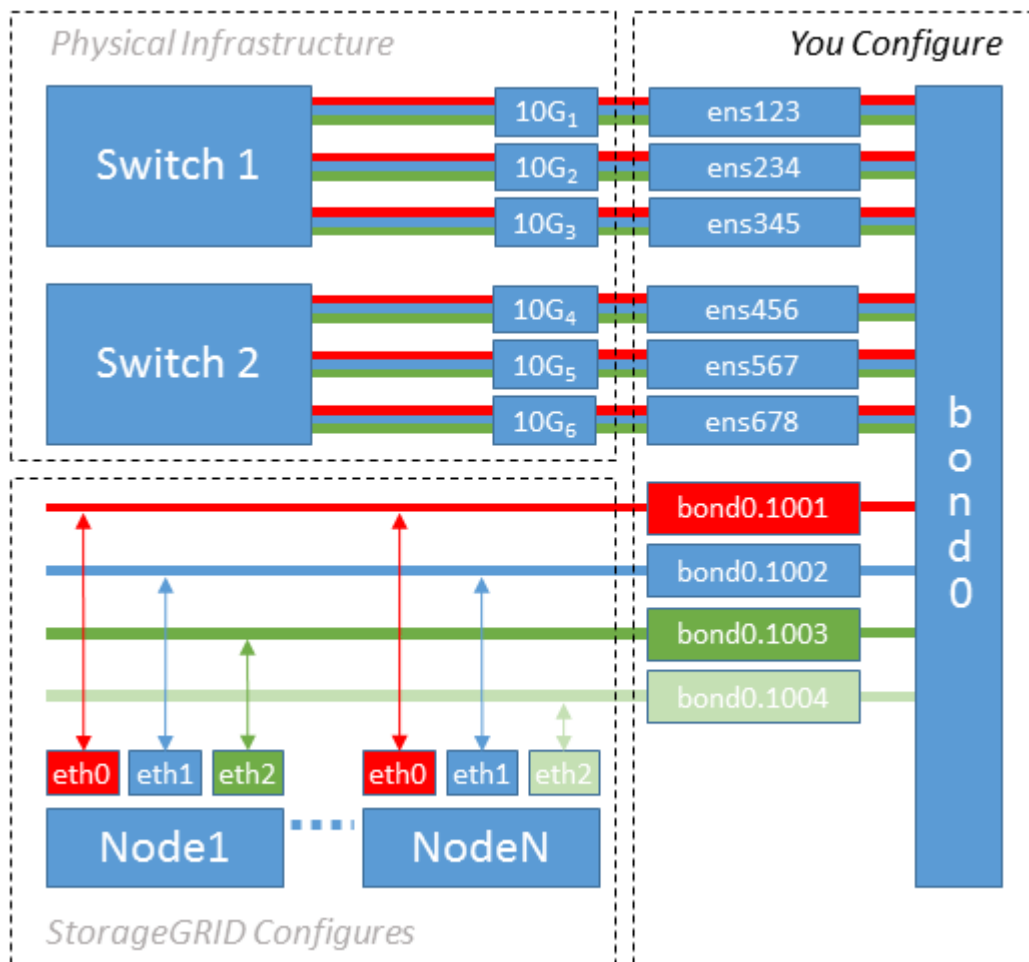 Physical Infrastructure
You Configure
Switch 1
10G₁
ens123
10G₂
ens234
10G₃
ens345
Switch 2
10G₄
ens456
10G₅
ens567
10G₆
ens678
bond0
bond0.1001
bond0.1002
bond0.1003
bond0.1004
eth0 eth1 eth2
eth0 eth1 eth2
Node1
NodeN
StorageGRID Configures